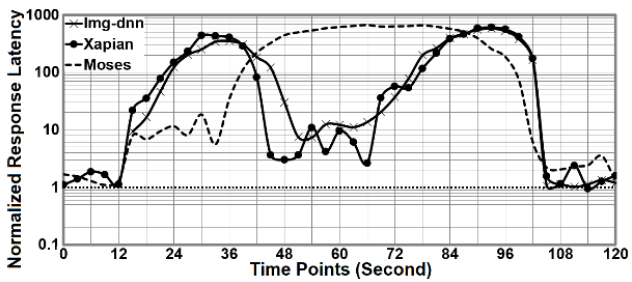 Normalized Response Latency
1000
100
10
1
0.1
Img-dnn
Xapian
Moses
0 12 24 36 48 60 72 84 96 108 120
Time Points (Second)